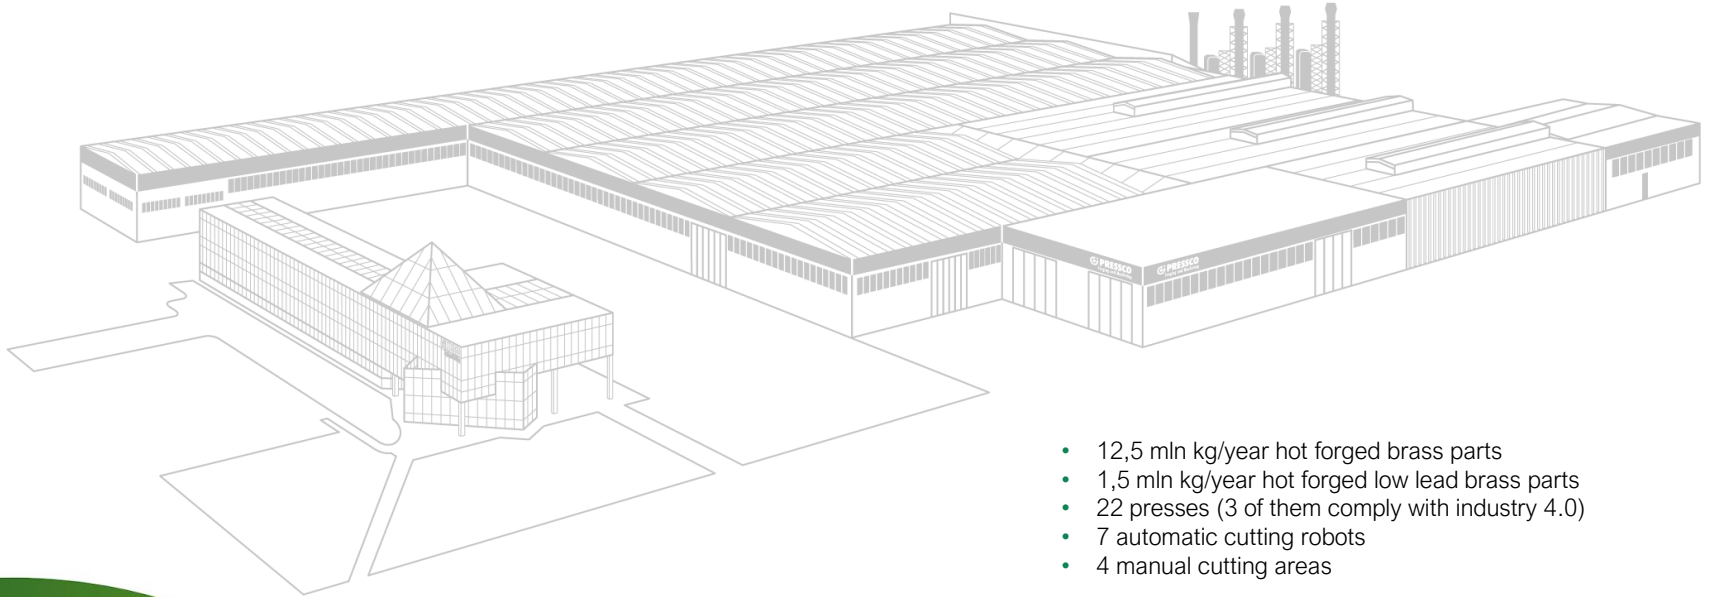 PRESSCO
PRESSCO
• 12,5 mln kg/year hot forged brass parts
• 1,5 mln kg/year hot forged low lead brass parts
• 22 presses (3 of them comply with industry 4.0)
• 7 automatic cutting robots
• 4 manual cutting areas